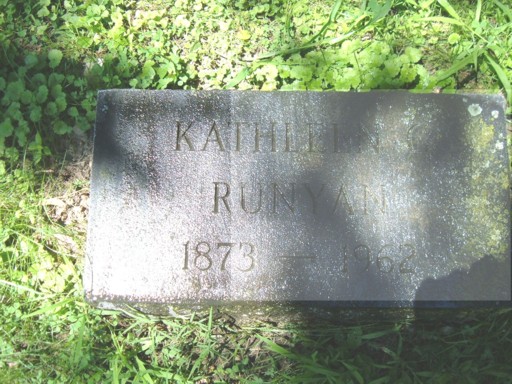 KATHLEEN C.
RUNYAN
1873 — 1962